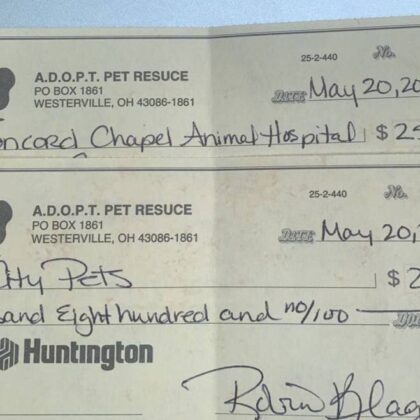 25-2-440 No.
A.D.O.P.T. PET RESUCE
PO BOX 1861
WESTERVILLE, OH 43086-1861
DATE May 20, 20
oncord Chapel Animal Hospital $ 2
25-2-440 No.
A.D.O.P.T. PET RESUCE
PO BOX 1861
WESTERVILLE, OH 43086-1861
DATE May 20,
tty Pets $ 2
sand Eight hundred and no/100
Huntington